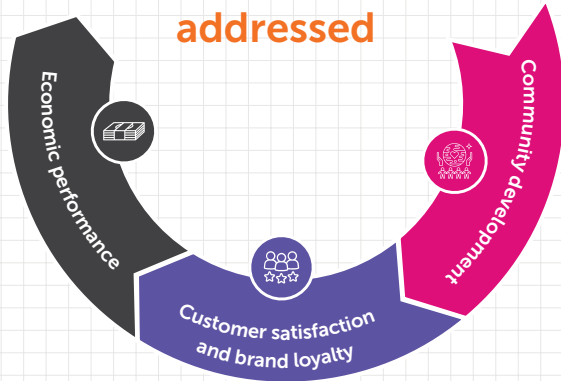 addressed
Economic performance
Customer satisfaction
and brand loyalty
Community development